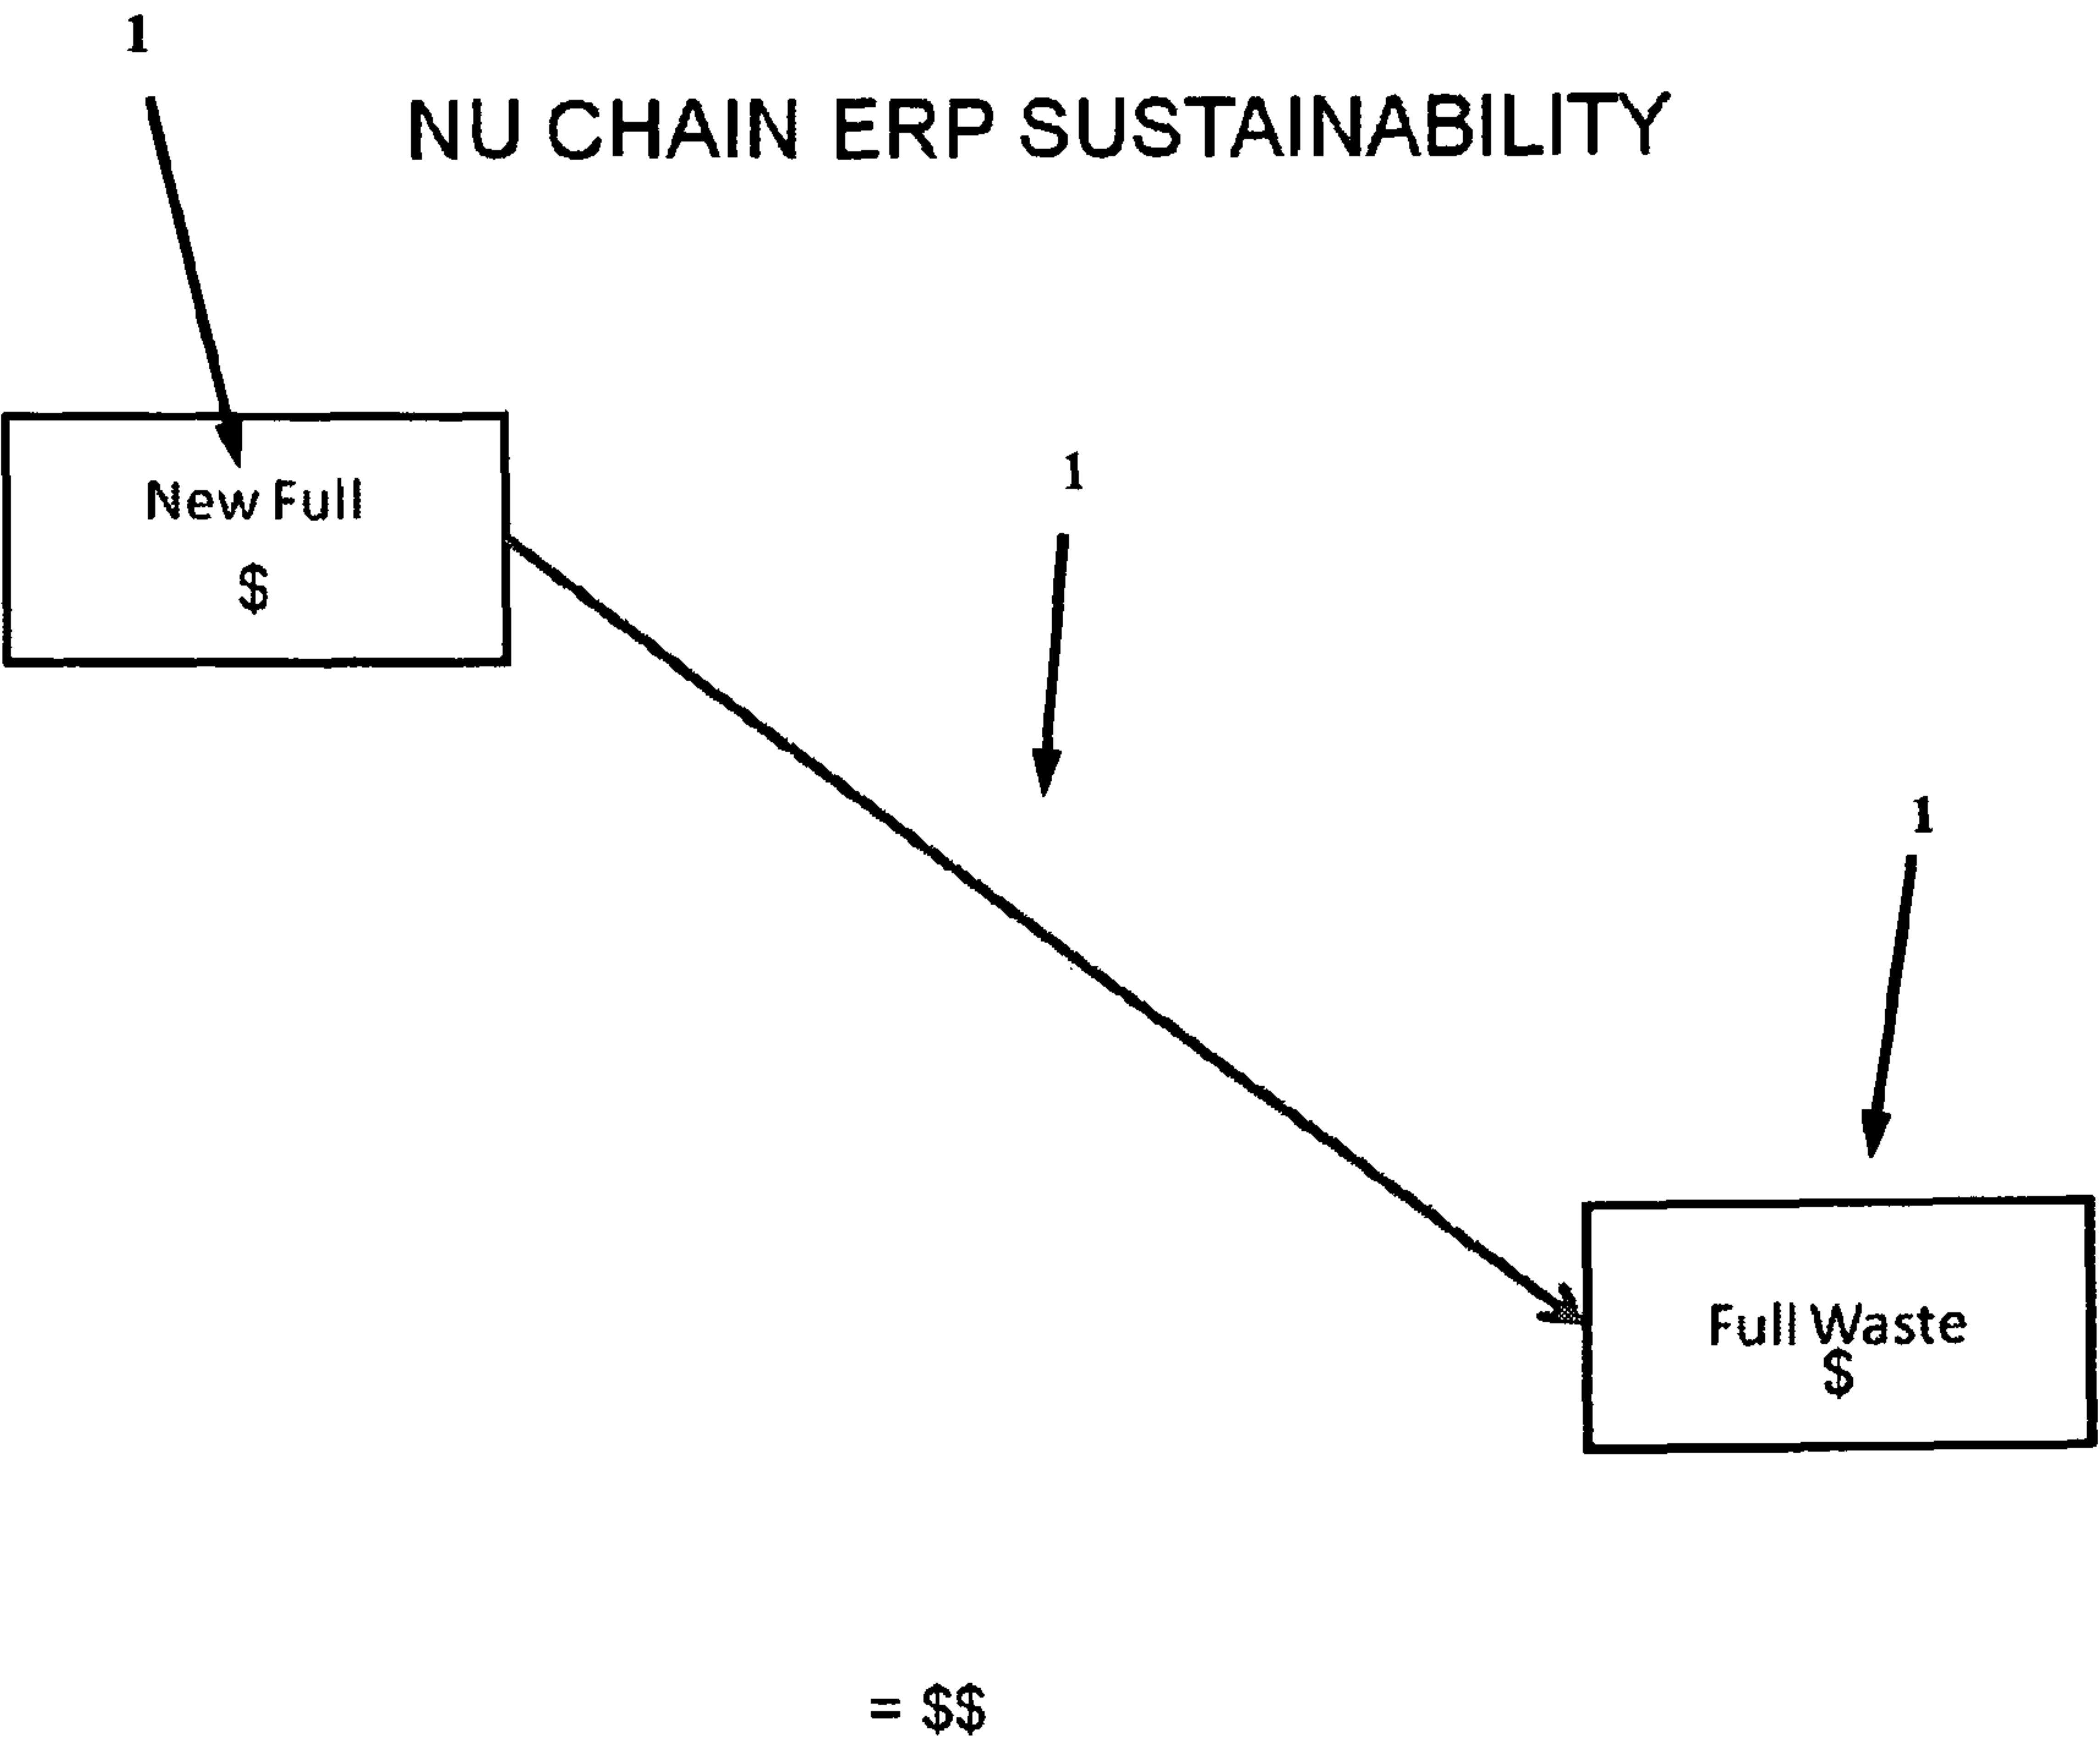 1
NU CHAIN ERP SUSTAINABILITY
New Full
$
1
1
Full Waste
$
= $$